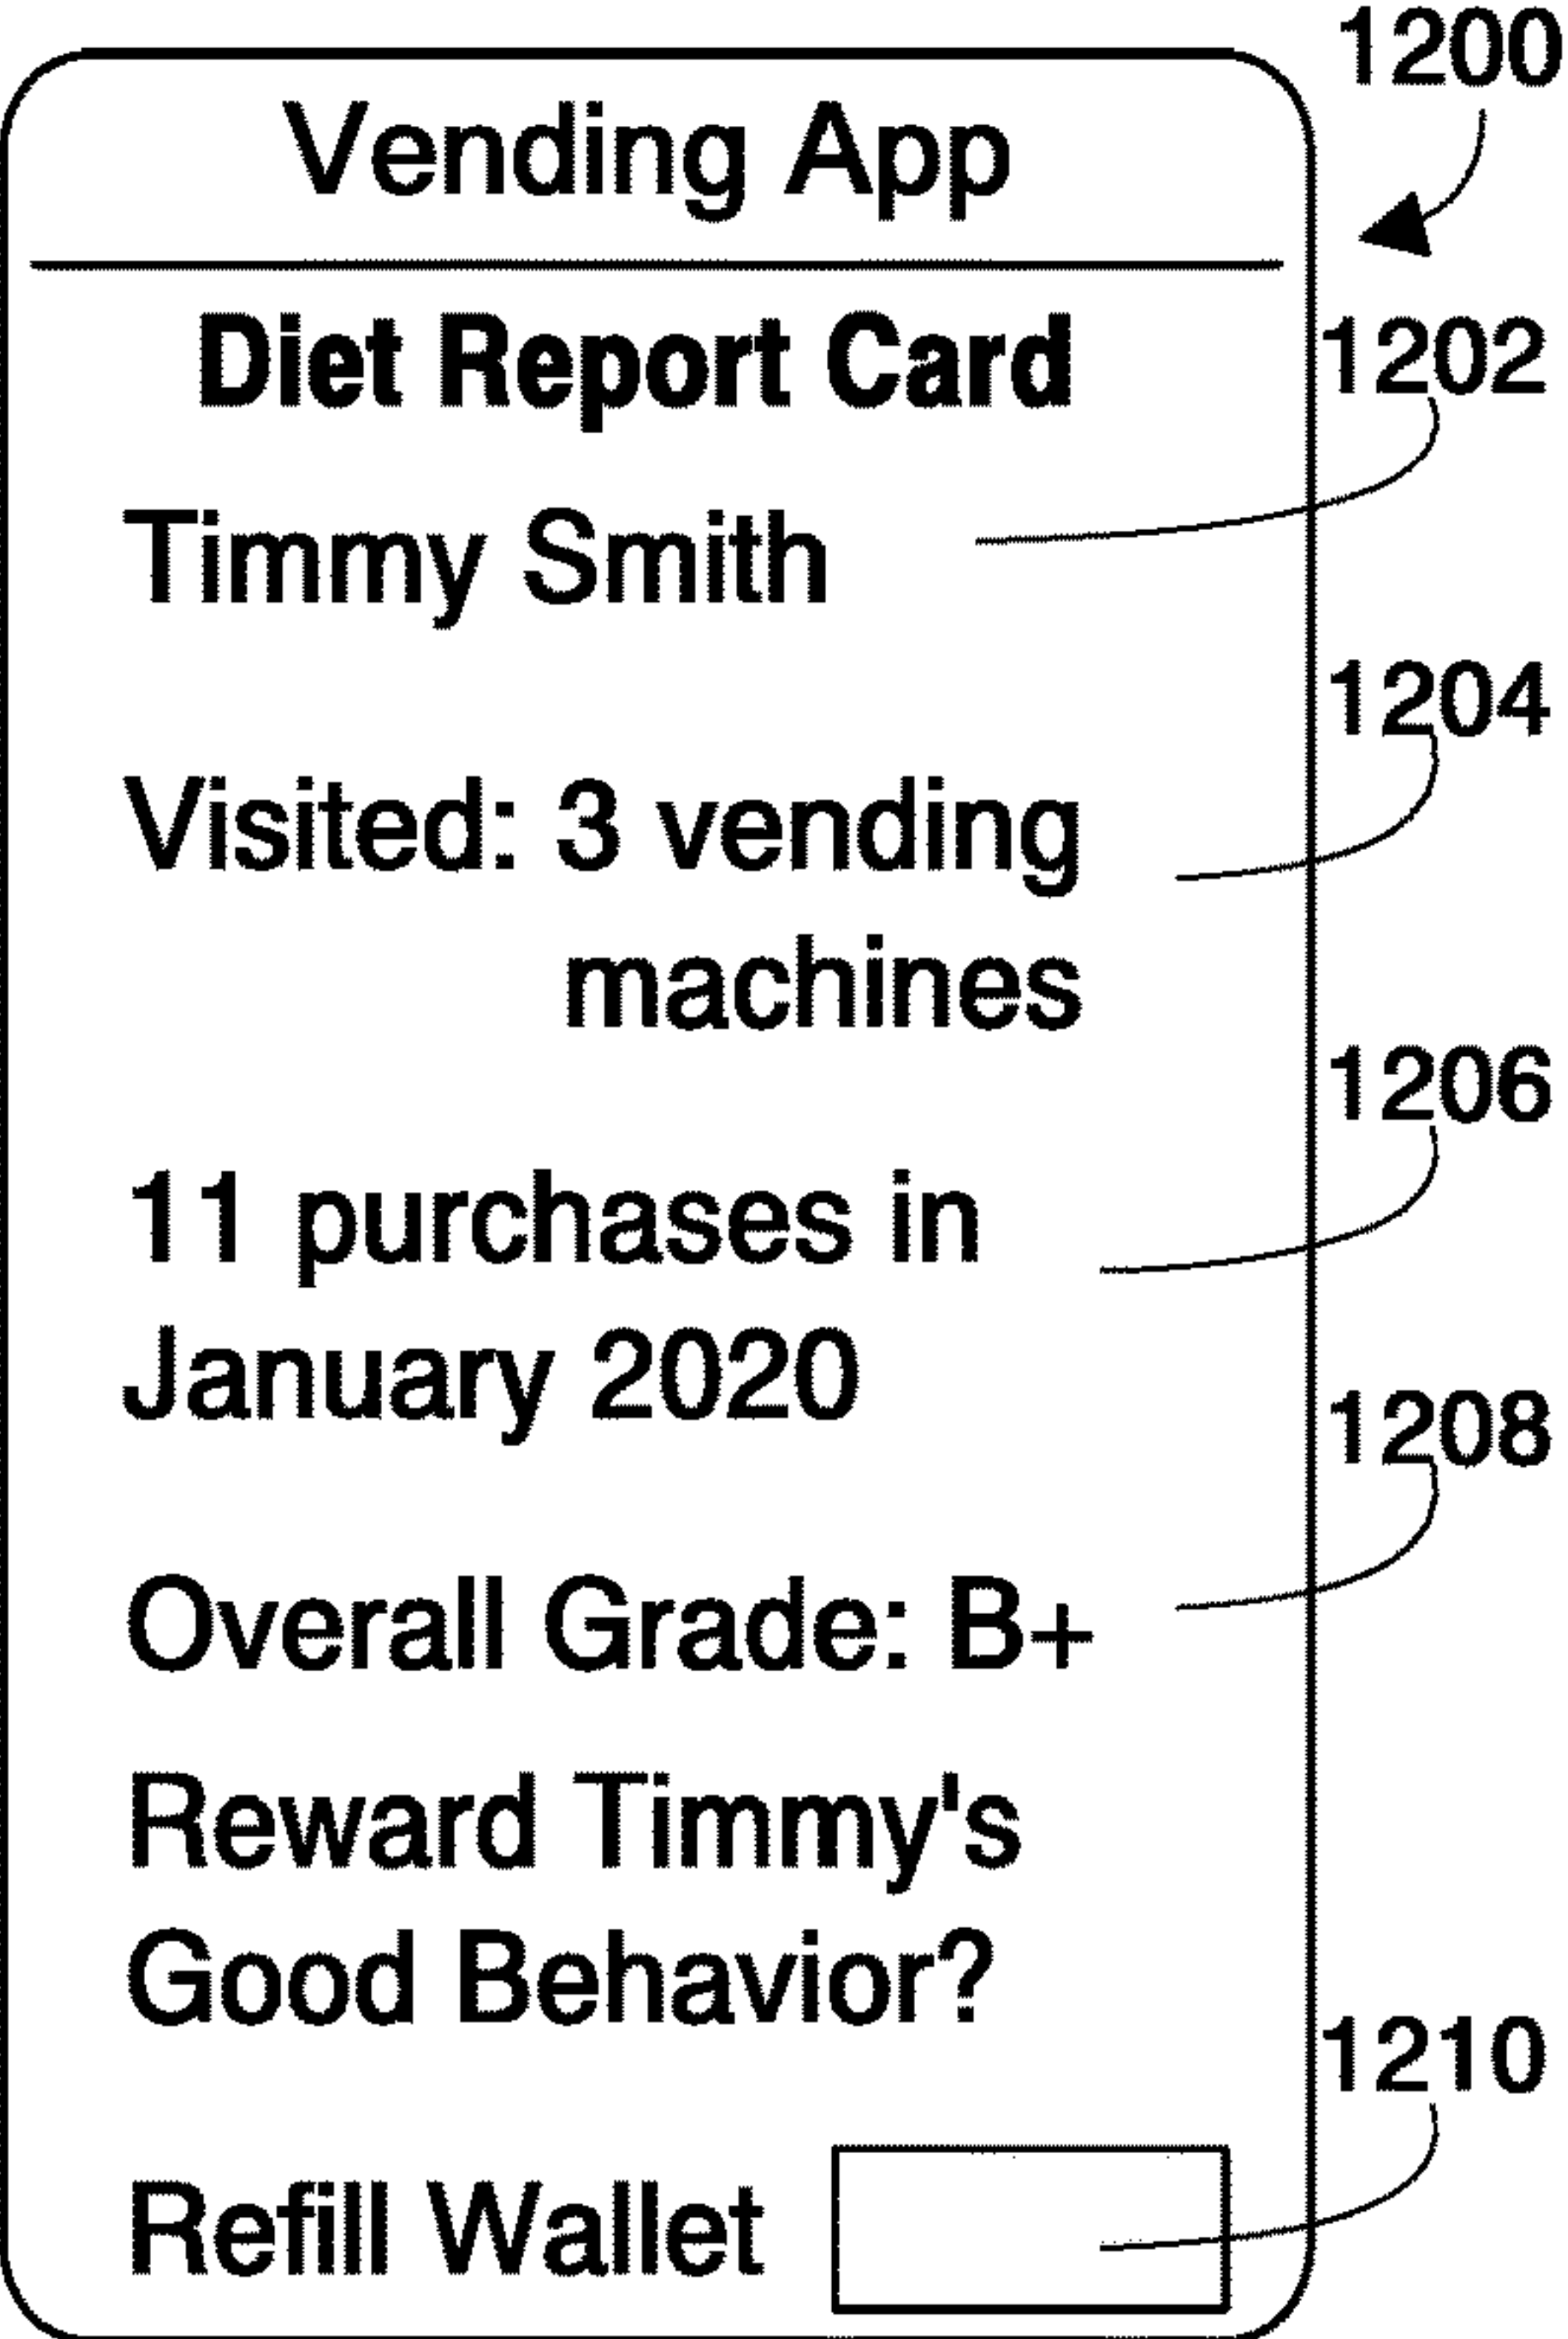 1200
Vending App
Diet Report Card
1202
Timmy Smith
1204
Visited: 3 vending
machines
1206
11 purchases in
January 2020
1208
Overall Grade: B+
Reward Timmy's
Good Behavior?
1210
Refill Wallet